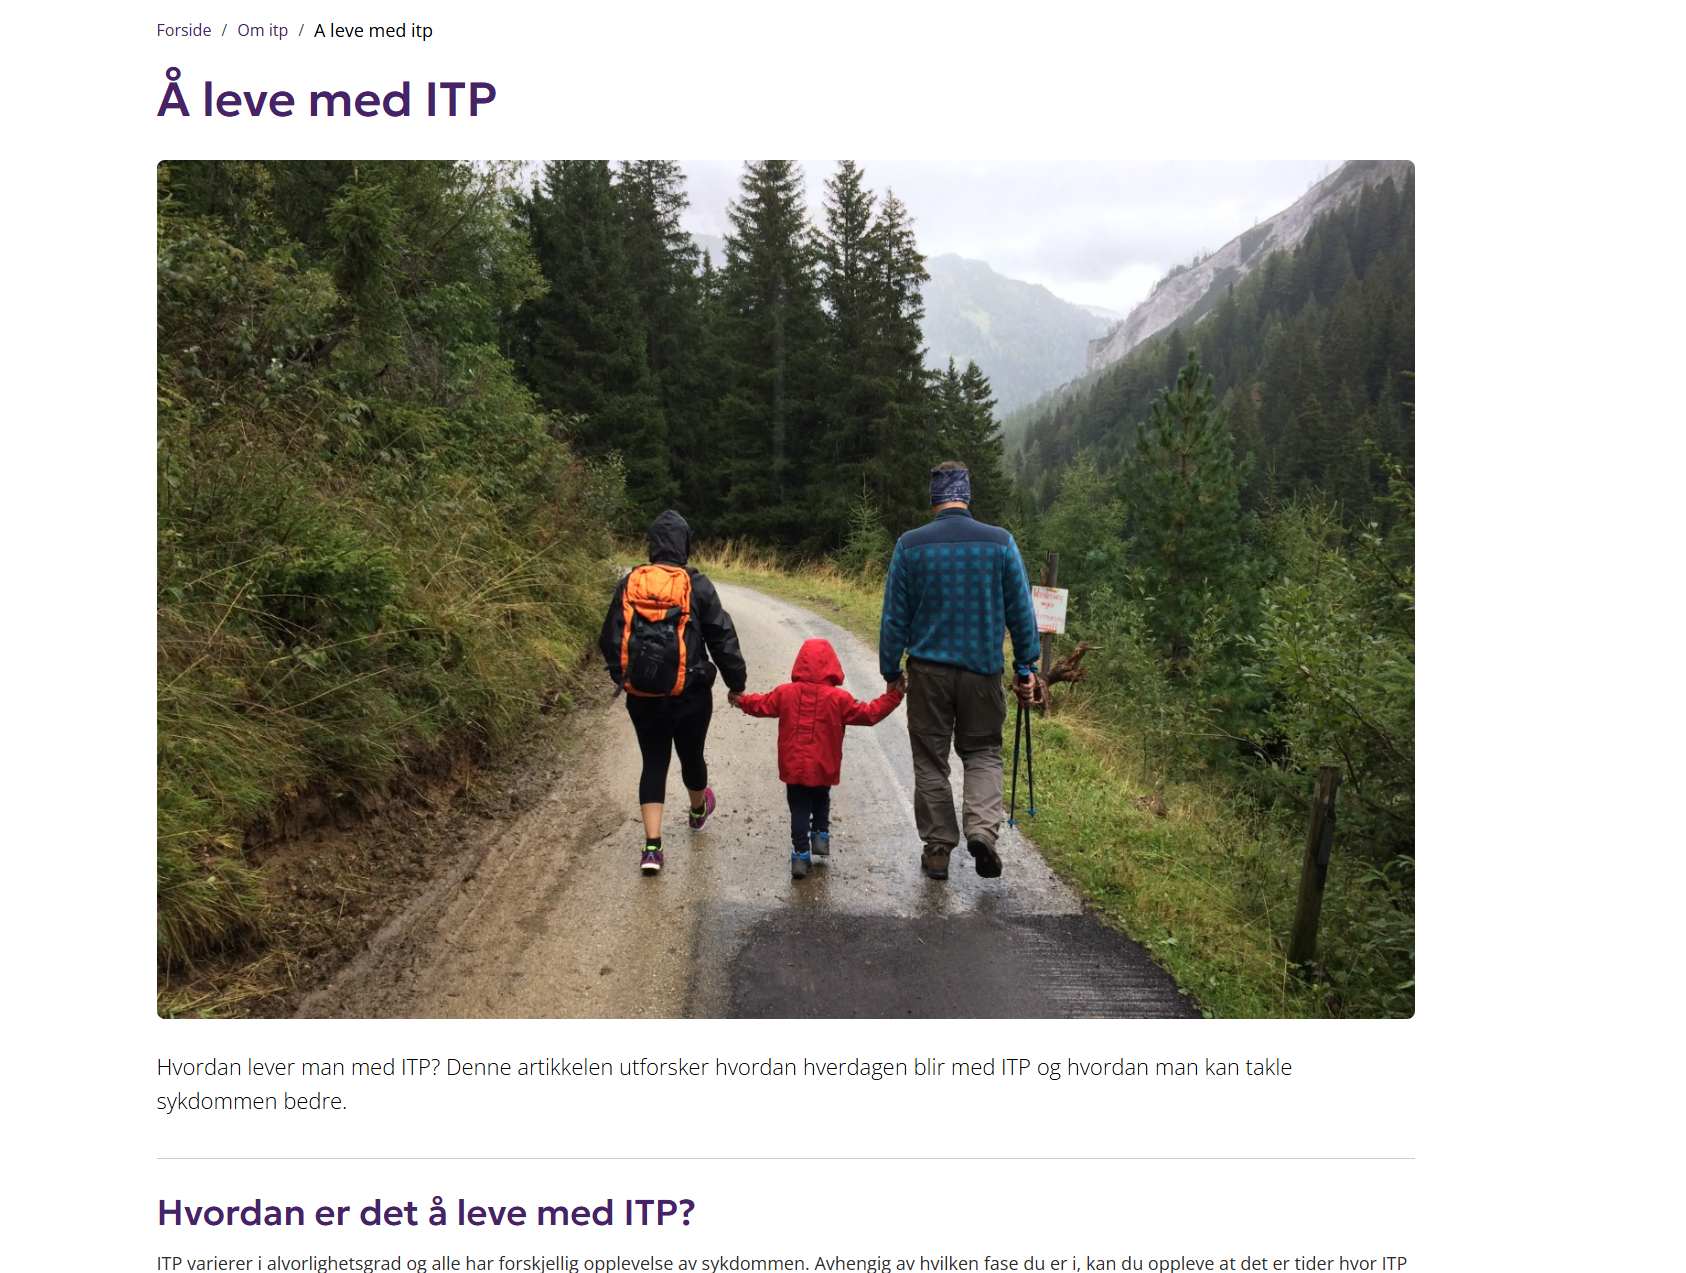 Forside / Om itp / A leve med itp
Å leve med ITP
Hvordan lever man med ITP? Denne artikkelen utforsker hvordan hverdagen blir med ITP og hvordan man kan takle
sykdommen bedre.
Hvordan er det å leve med ITP?
ITP varierer i alvorlighetsgrad og alle har forskjellig opplevelse av sykdommen. Avhengig av hvilken fase du er i, kan du oppleve at det er tider hvor ITP